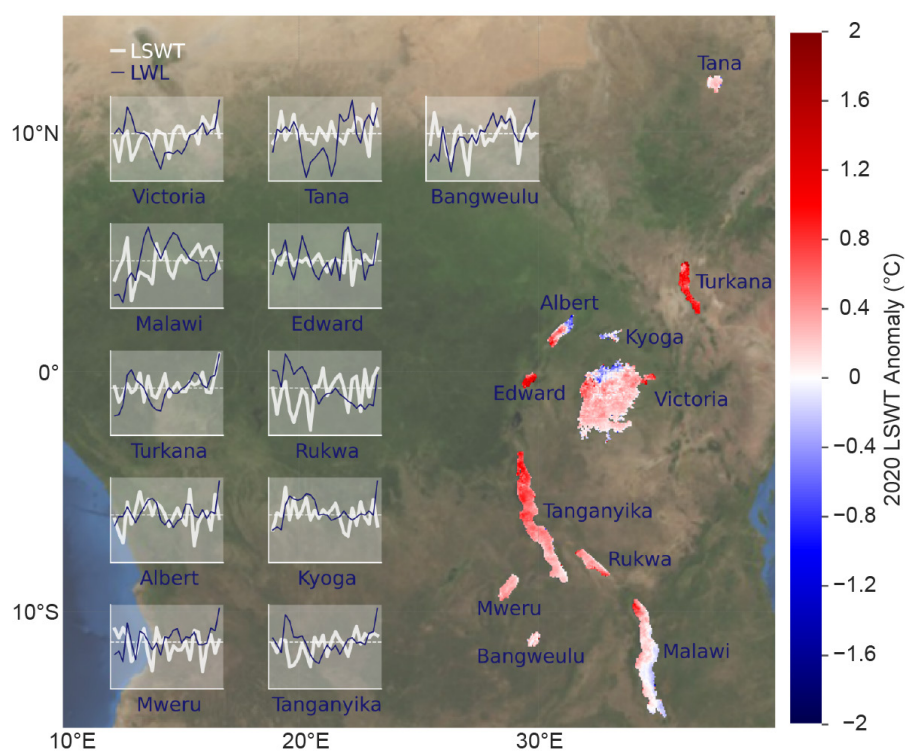 LSWT
LWL
Victoria
Tana
Bangweulu
Malawi
Edward
Turkana
Rukwa
Albert
Kyoga
Mweru
Tanganyika
Tana
Turkana
Albert
Kyoga
Edward
Victoria
Tanganyika
Rukwa
Mweru
Bangweulu
Malawi
10°N
0°
10°S
10°E
20°E
30°E
2
1.6
1.2
0.8
0.4
0
−0.4
−0.8
−1.2
−1.6
−2
2020 LSWT Anomaly (°C)